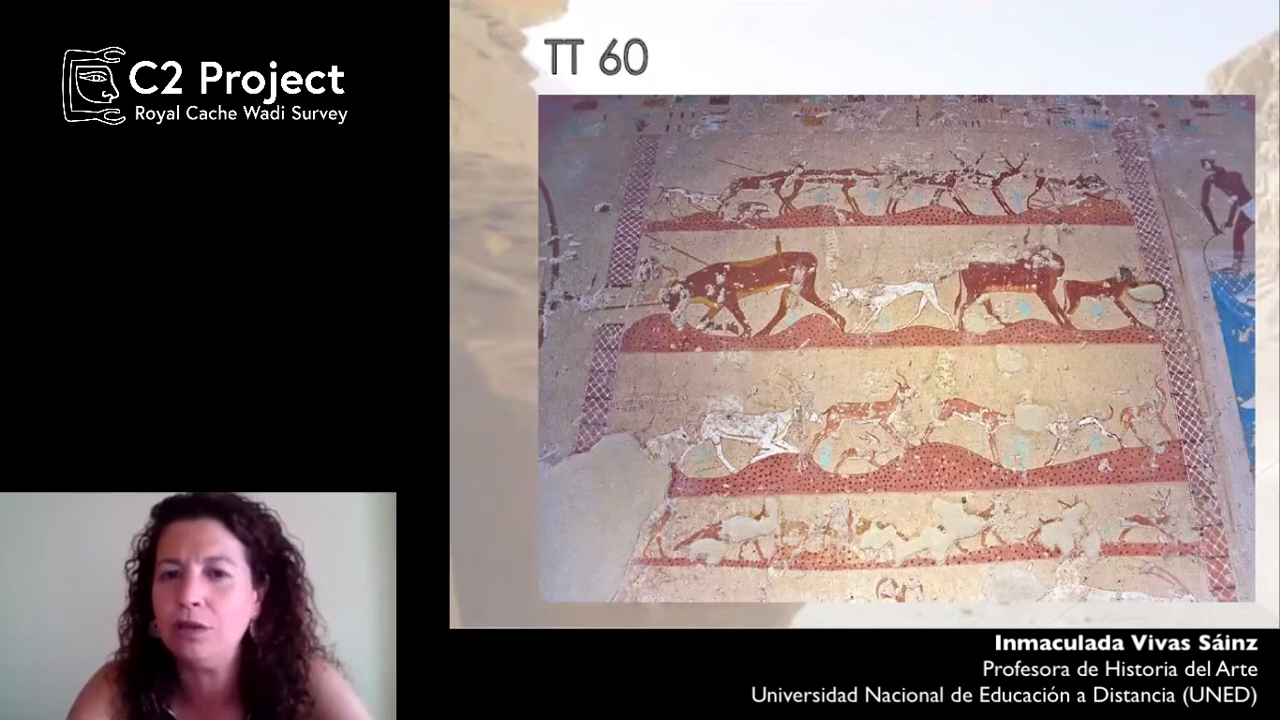 C2 Project
Royal Cache Wadi Survey
TT 60
Inmaculada Vivas Sáinz
Profesora de Historia del Arte
Universidad Nacional de Educación a Distancia (UNED)